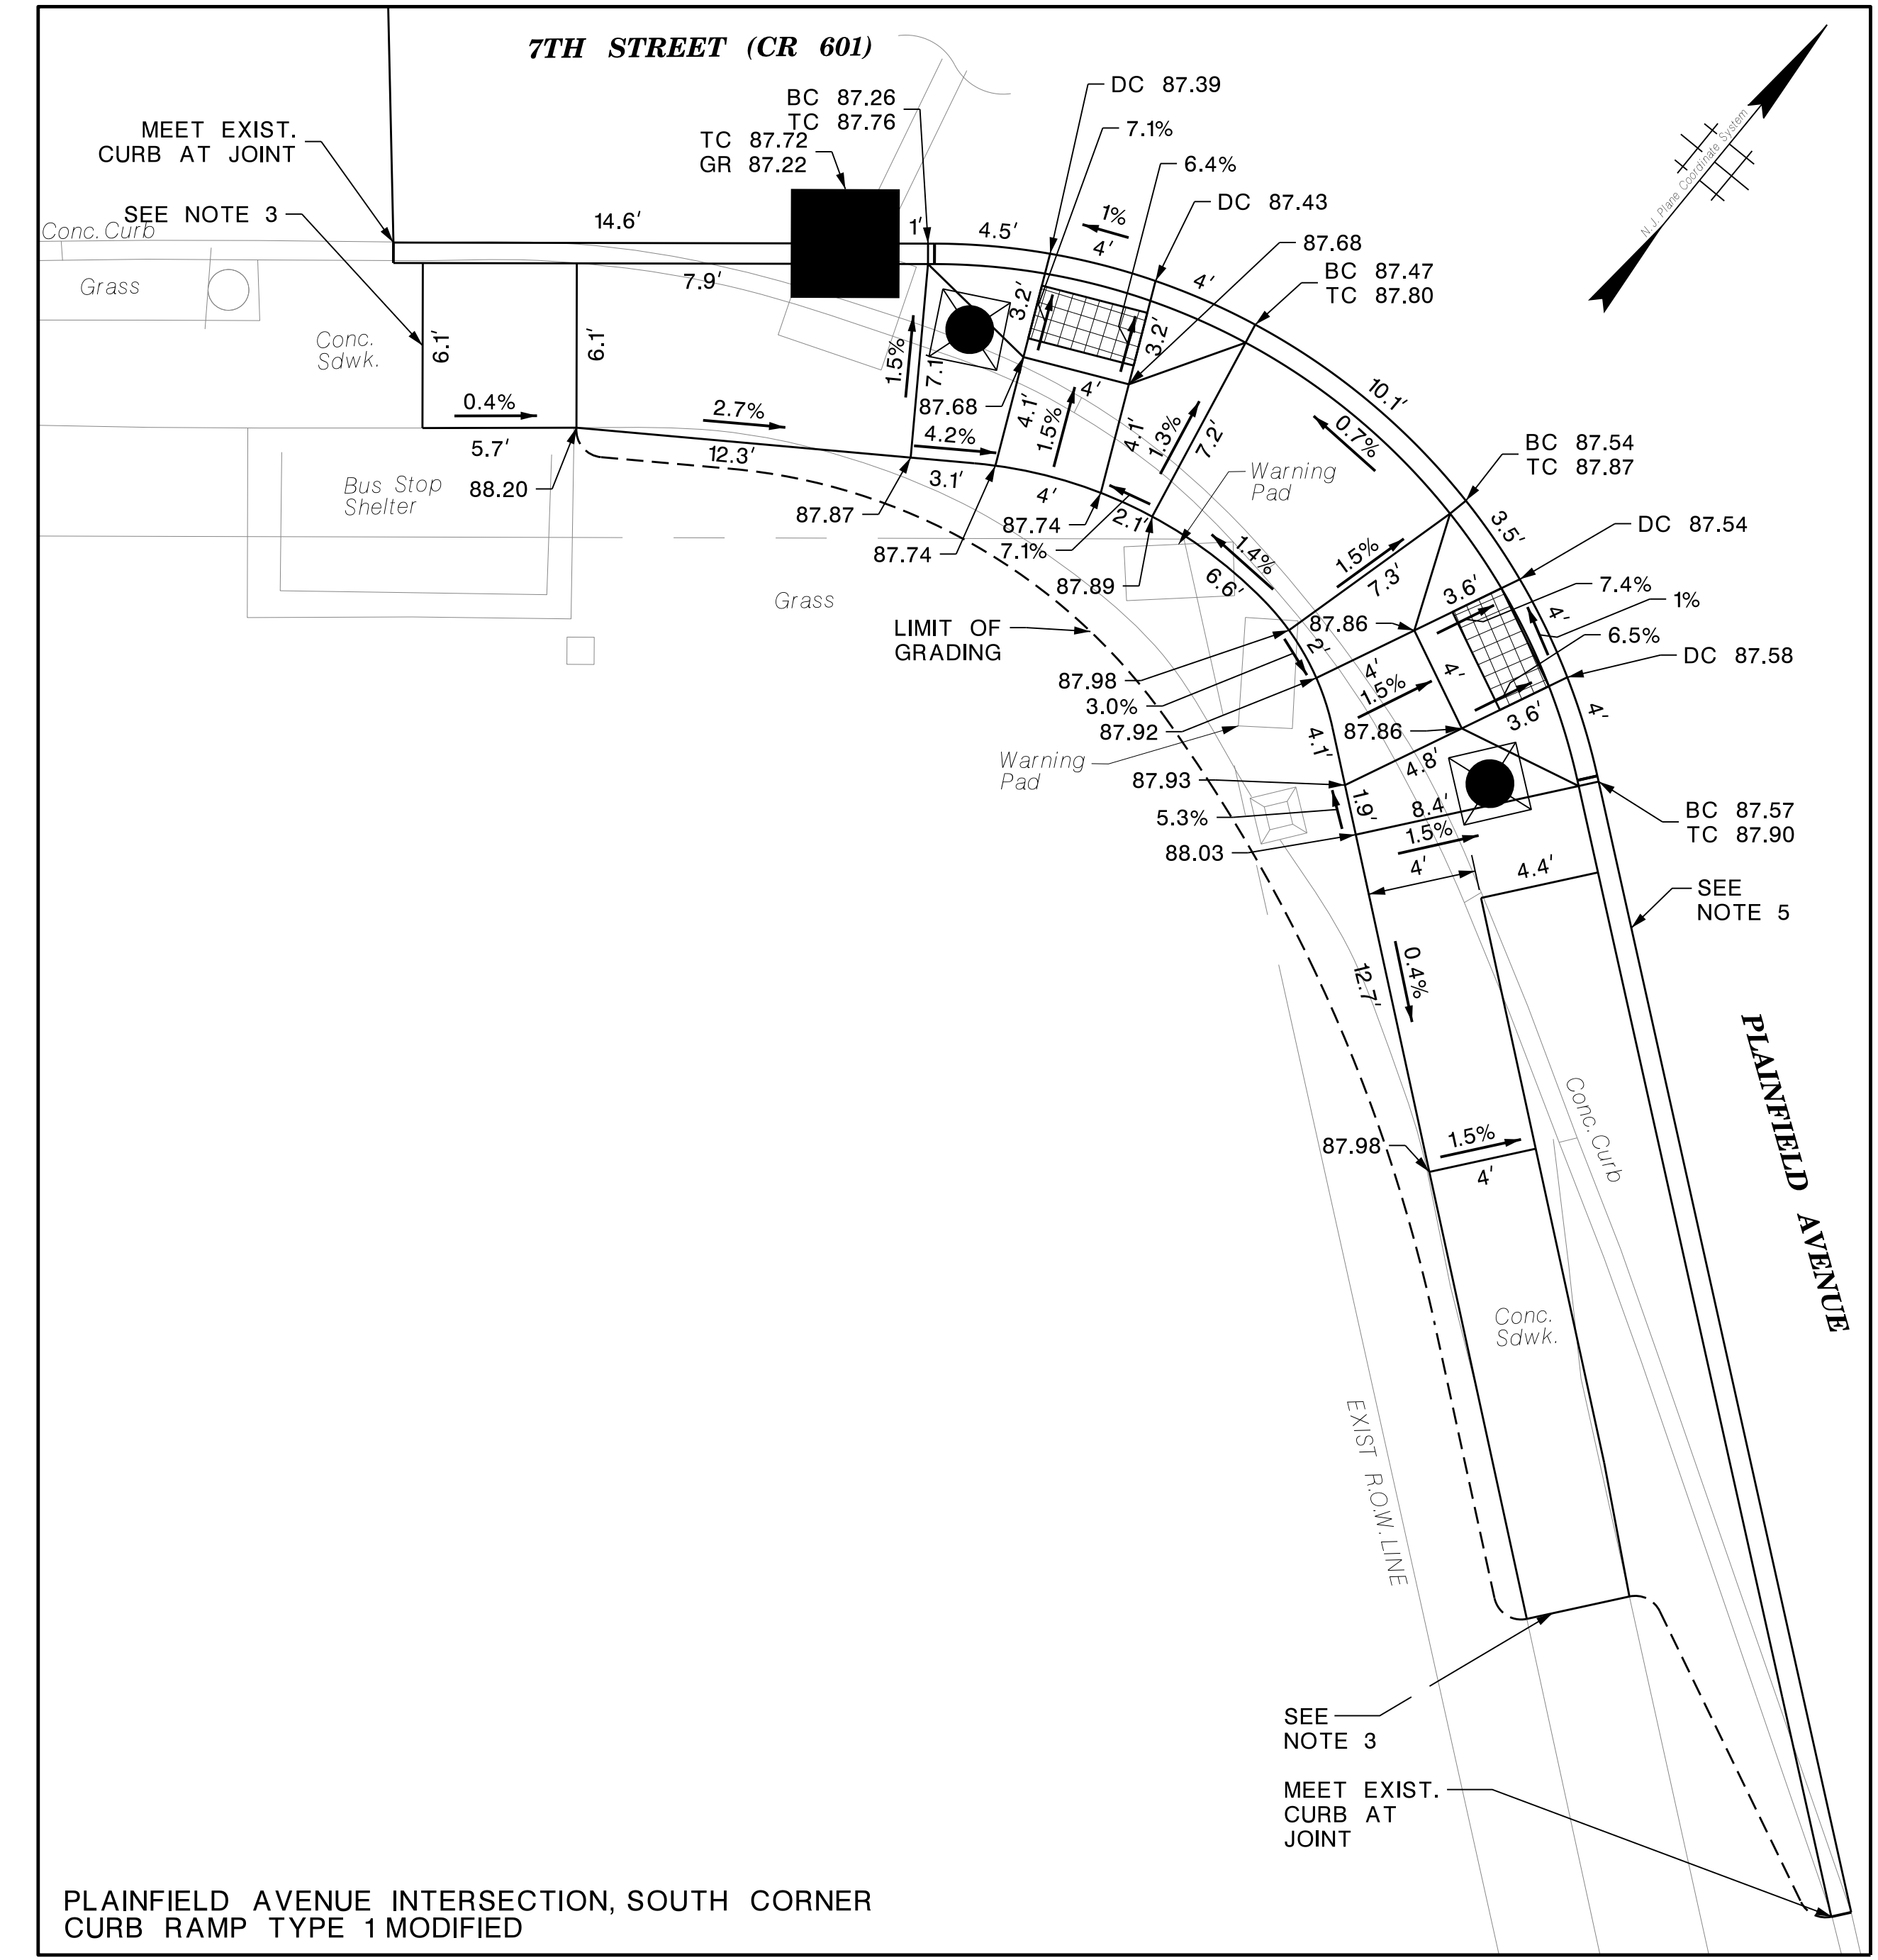 7TH STREET (CR 601)
BC 87.26
TC 87.76
TC 87.72
GR 87.22
DC 87.39
7.1%
6.4%
DC 87.43
87.68
BC 87.47
TC 87.80
MEET EXIST.
CURB AT JOINT
SEE NOTE 3
Conc. Curb
Grass
14.6'
1'
4.5'
1%
4'
4'
N.J. Plane Coordinate System
7.9'
3.2'
3.2'
Conc.
Sdwk.
6.1'
6.1'
1.5%
7.1
87.68
4'
4.1'
1.5%
4.1'
1.3%
7.2'
10.1'
0.7%
0.4%
2.7%
4.2%
5.7'
12.3'
3.1'
4'
2.1'
Bus Stop
Shelter
88.20
87.87
87.74
87.74
7.1%
87.89
Warning
Pad
BC 87.54
TC 87.87
3.5'
DC 87.54
1.4%
6.6'
1.5%
7.3'
3.6'
7.4%
1%
6.5%
DC 87.58
4'
Grass
LIMIT OF
GRADING
87.86
2'
4'
4'
1.5%
87.98
3.0%
87.92
87.86
3.6'
4'
4.1'
4.8'
Warning
Pad
87.93
5.3%
88.03
1.9'
8.4'
1.5%
4'
4.4'
BC 87.57
TC 87.90
SEE
NOTE 5
12.7'
0.4%
87.98
1.5%
4'
Conc. Curb
PLAINFIELD AVENUE
Conc.
Sdwk.
EXIST R.O.W. LINE
SEE
NOTE 3
MEET EXIST.
CURB AT
JOINT
PLAINFIELD AVENUE INTERSECTION, SOUTH CORNER
CURB RAMP TYPE 1 MODIFIED